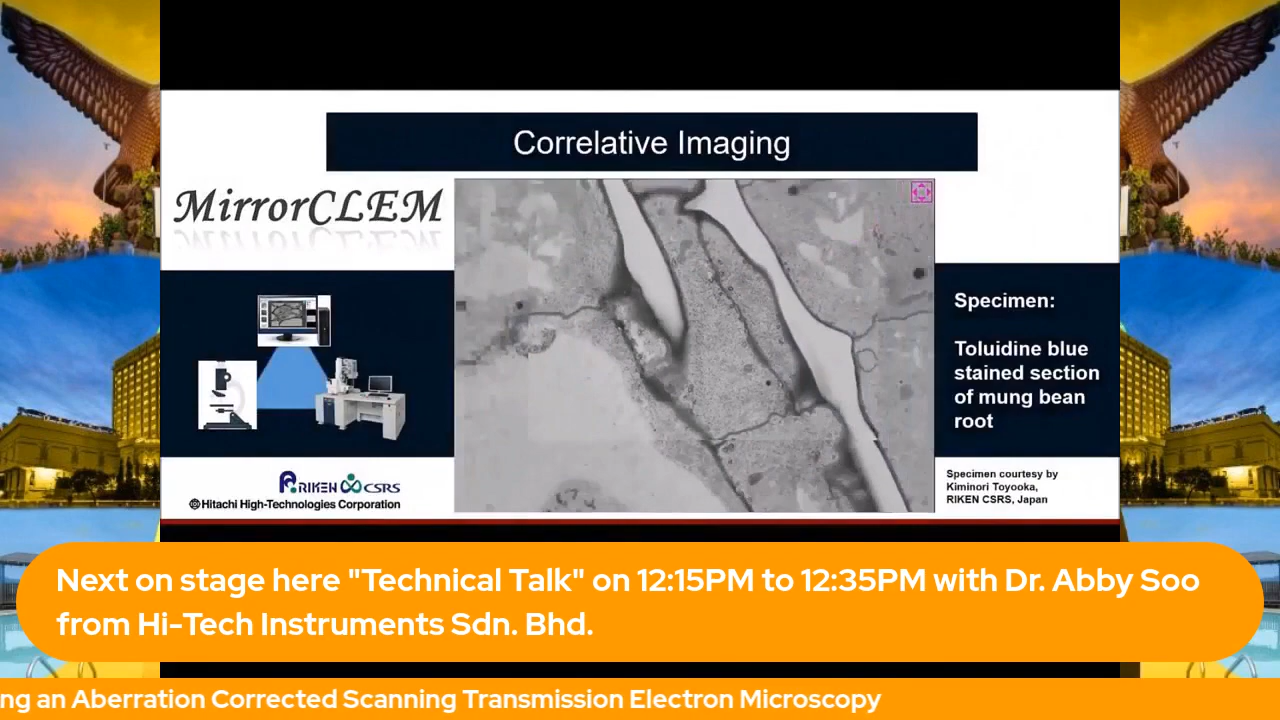 Correlative Imaging
MirrorCLEM
Specimen:
Toluidine blue
stained section
of mung bean
root
RIKEN CSRS
Hitachi High-Technologies Corporation
Specimen courtesy by
Kiminori Toyooka,
RIKEN CSRS, Japan
Next on stage here "Technical Talk" on 12:15PM to 12:35PM with Dr. Abby Soo
from Hi-Tech Instruments Sdn. Bhd.
ng an Aberration Corrected Scanning Transmission Electron Microscopy